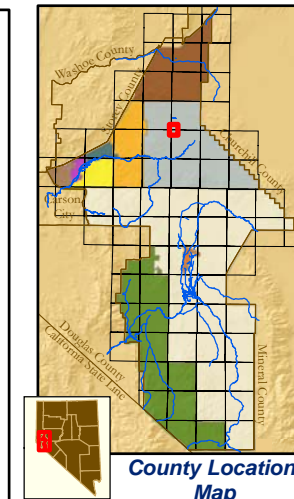 Washoe County
Storey County
Churchill County
Carson
City
Douglas County
California State Line
Mineral County
County Location
Map